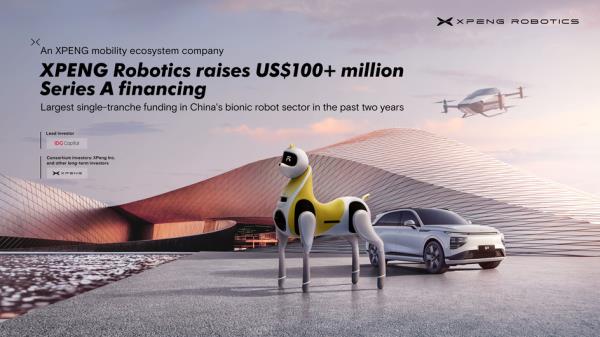 XPENG ROBOTICS
An XPENG mobility ecosystem company
XPENG Robotics raises US$100+ million
Series A financing
Largest single-tranche funding in China's bionic robot sector in the past two years
Lead investor
IDG Capital
Consortium investors: XPeng Inc.
and other long-term investors
XPENG